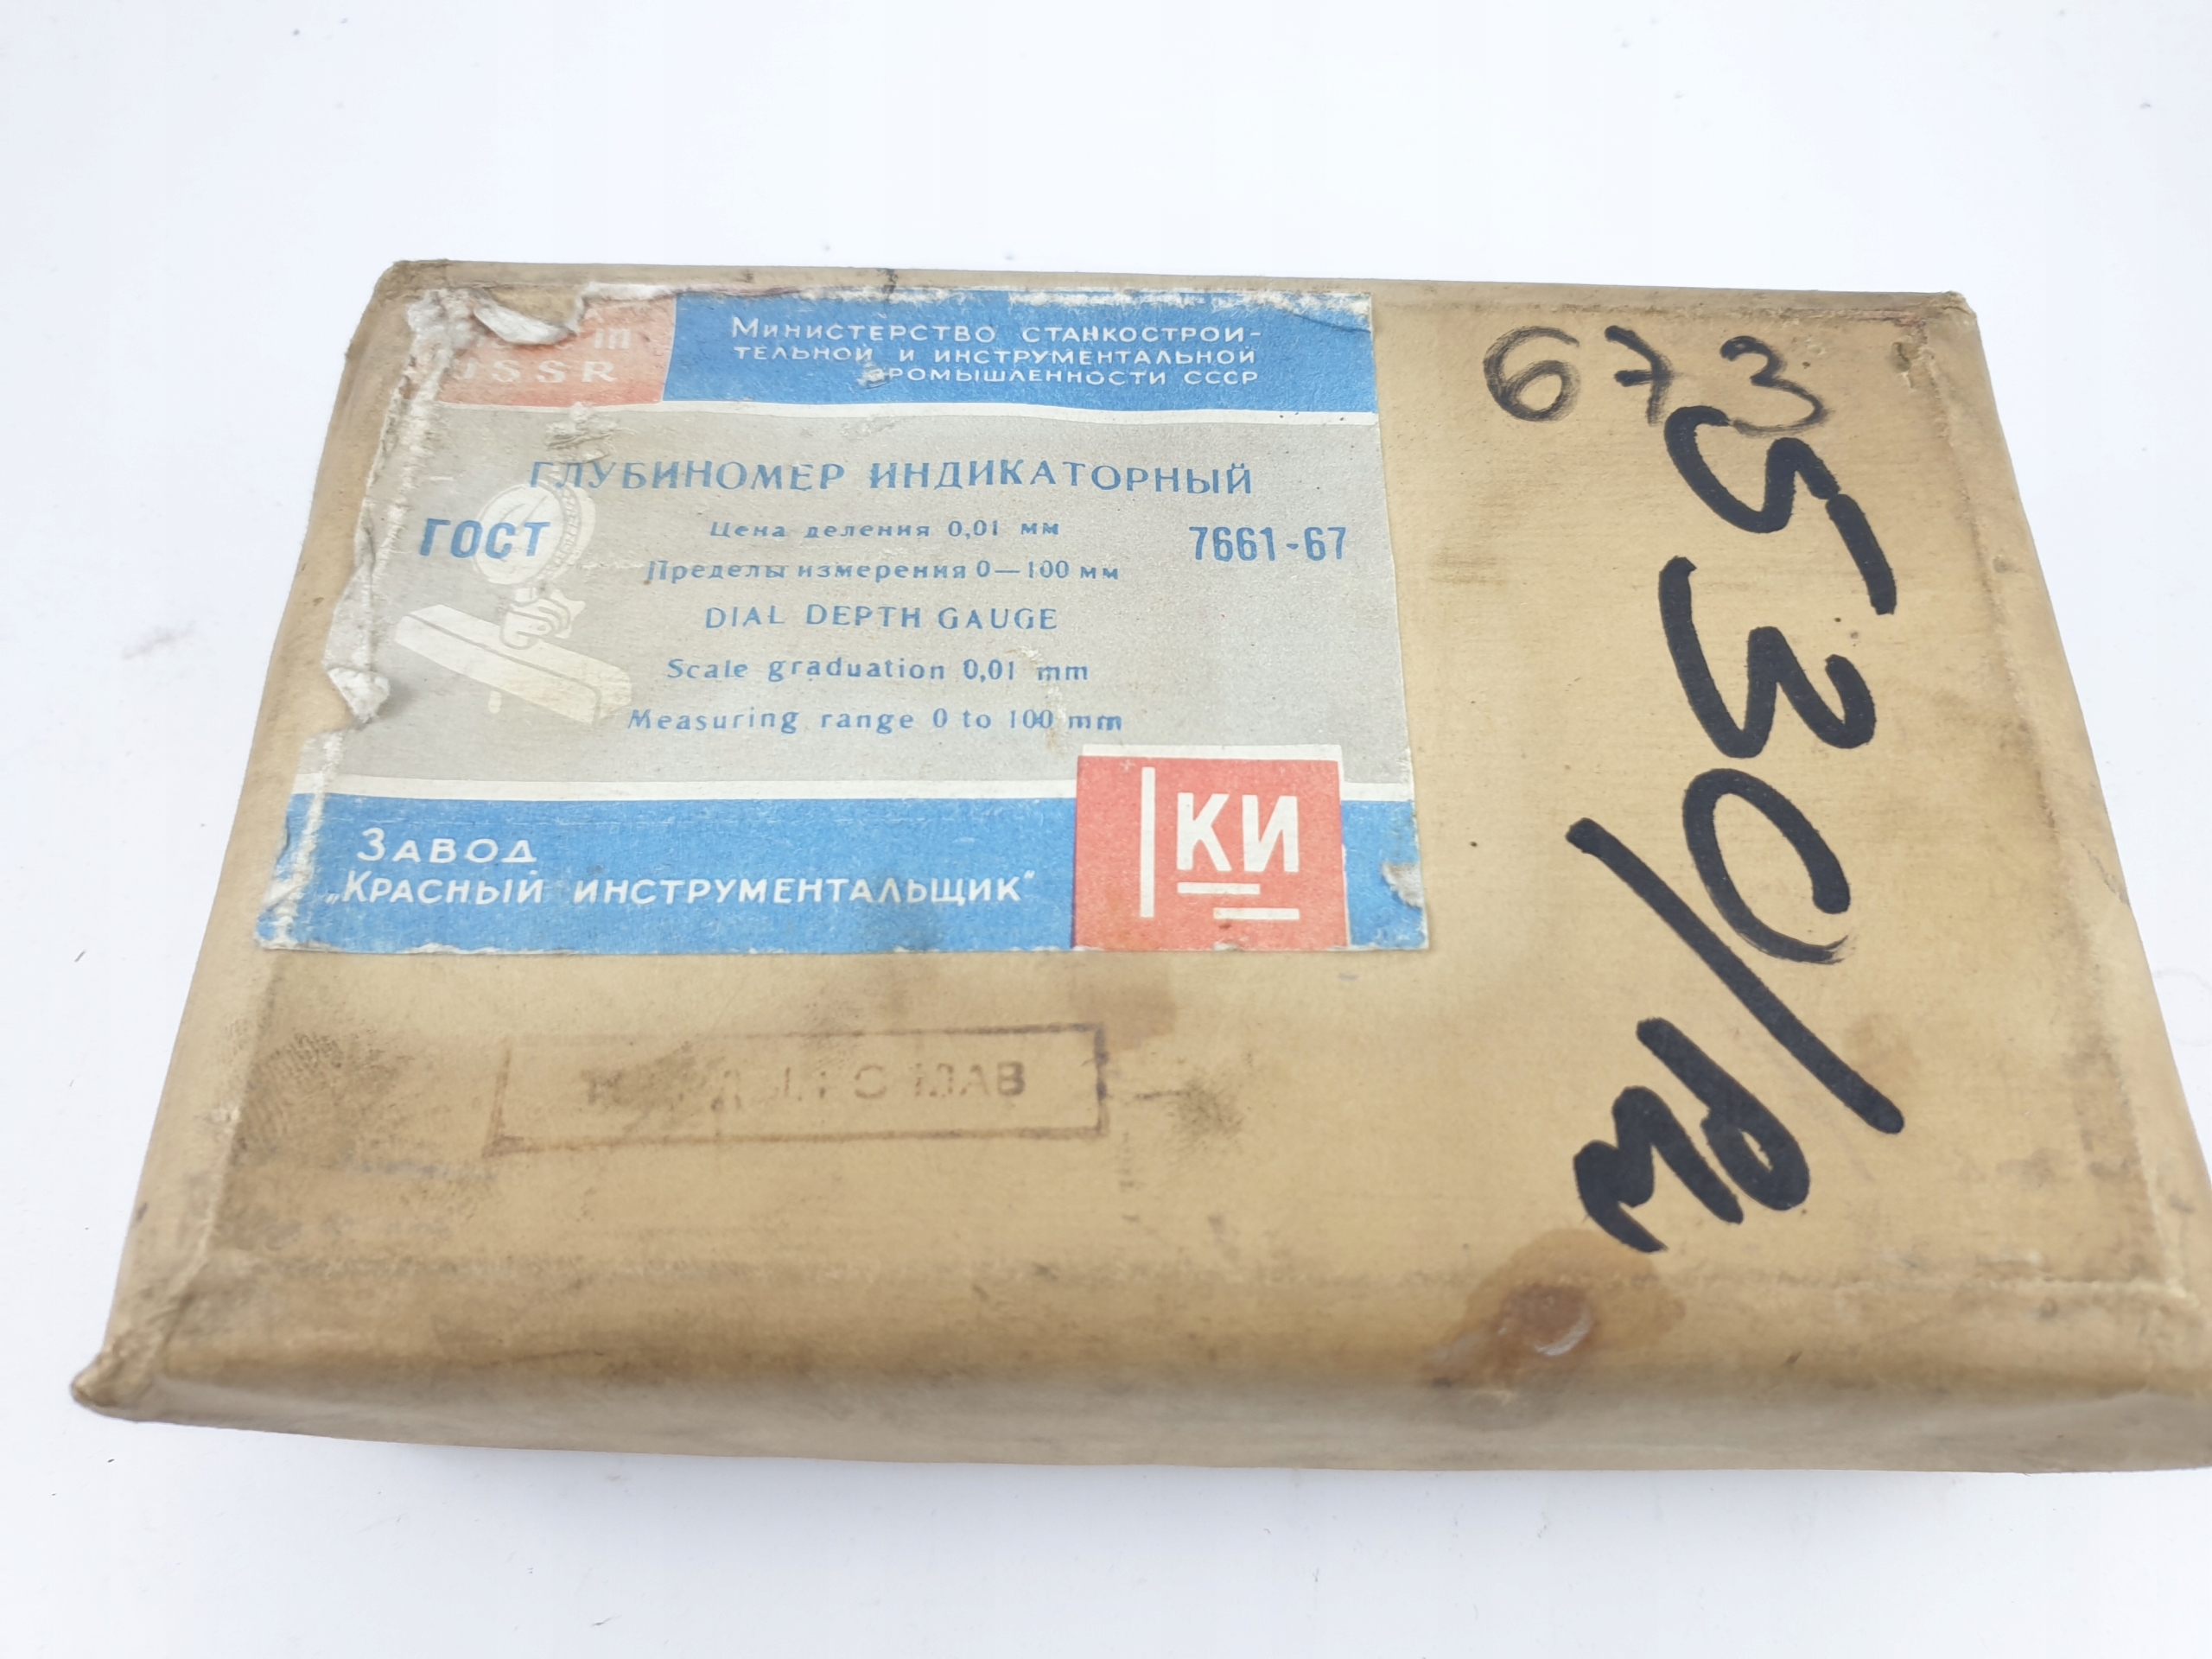 in
USSR
МИНИСТЕРСТВО СТАНКОСТРОИ-
ТЕЛЬНОЙ И ИНСТРУМЕНТАЛЬНОЙ
ПРОМЫШЛЕННОСТИ СССР
ГЛУБИНОМЕР ИНДИКАТОРНЫЙ
ГОСТ 7661-67
Цена деления 0,01 мм
Пределы измерения 0—100 мм
DIAL DEPTH GAUGE
Scale graduation 0,01 mm
Measuring range 0 to 100 mm
ЗАВОД
„КРАСНЫЙ ИНСТРУМЕНТАЛЬЩИК“
КИ
673